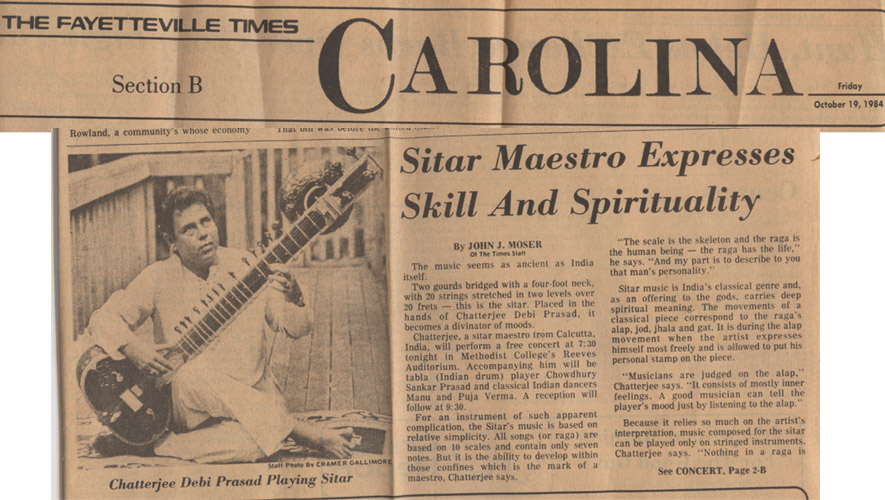 THE FAYETTEVILLE TIMES
Section B
CAROLINA
Friday
October 19, 1984
Rowland, a community's whose economy
That
was before the
Sitar Maestro Expresses
Skill And Spirituality
By JOHN J. MOSER
Of The Times Staff
The music seems as ancient as India
itself.
Two gourds bridged with a four-foot neck,
with 20 strings stretched in two levels over
20 frets — this is the sitar. Placed in the
hands of Chatterjee Debi Prasad, it
becomes a divinator of moods.
Chatterjee, a sitar maestro from Calcutta,
India, will perform a free concert at 7:30
tonight in Methodist College's Reeves
Auditorium. Accompanying him will be
tabla (Indian drum) player Chowdhury
Sankar Prasad and classical Indian dancers
Manu and Puja Verma. A reception will
follow at 9:30.
For an instrument of such apparent
complication, the Sitar's music is based on
relative simplicity. All songs (or raga) are
based on 10 scales and contain only seven
notes. But it is the ability to develop within
those confines which is the mark of a
maestro, Chatterjee says.
"The scale is the skeleton and the raga is
the human being — the raga has the life,"
he says. "And my part is to describe to you
that man's personality."
Sitar music is India's classical genre and,
as an offering to the gods, carries deep
spiritual meaning. The movements of a
classical piece correspond to the raga's
alap, jod, jhala and gat. It is during the alap
movement when the artist expresses
himself most freely and is allowed to put his
personal stamp on the piece.
"Musicians are judged on the alap,"
Chatterjee says. "It consists of mostly inner
feelings. A good musician can tell the
player's mood just by listening to the alap."
Because it relies so much on the artist's
interpretation, music composed for the sitar
can be played only on stringed instruments,
Chatterjee says. "Nothing in a raga is
See CONCERT, Page 2-B
Staff Photo By CRAMER GALLIMORE
Chatterjee Debi Prasad Playing Sitar